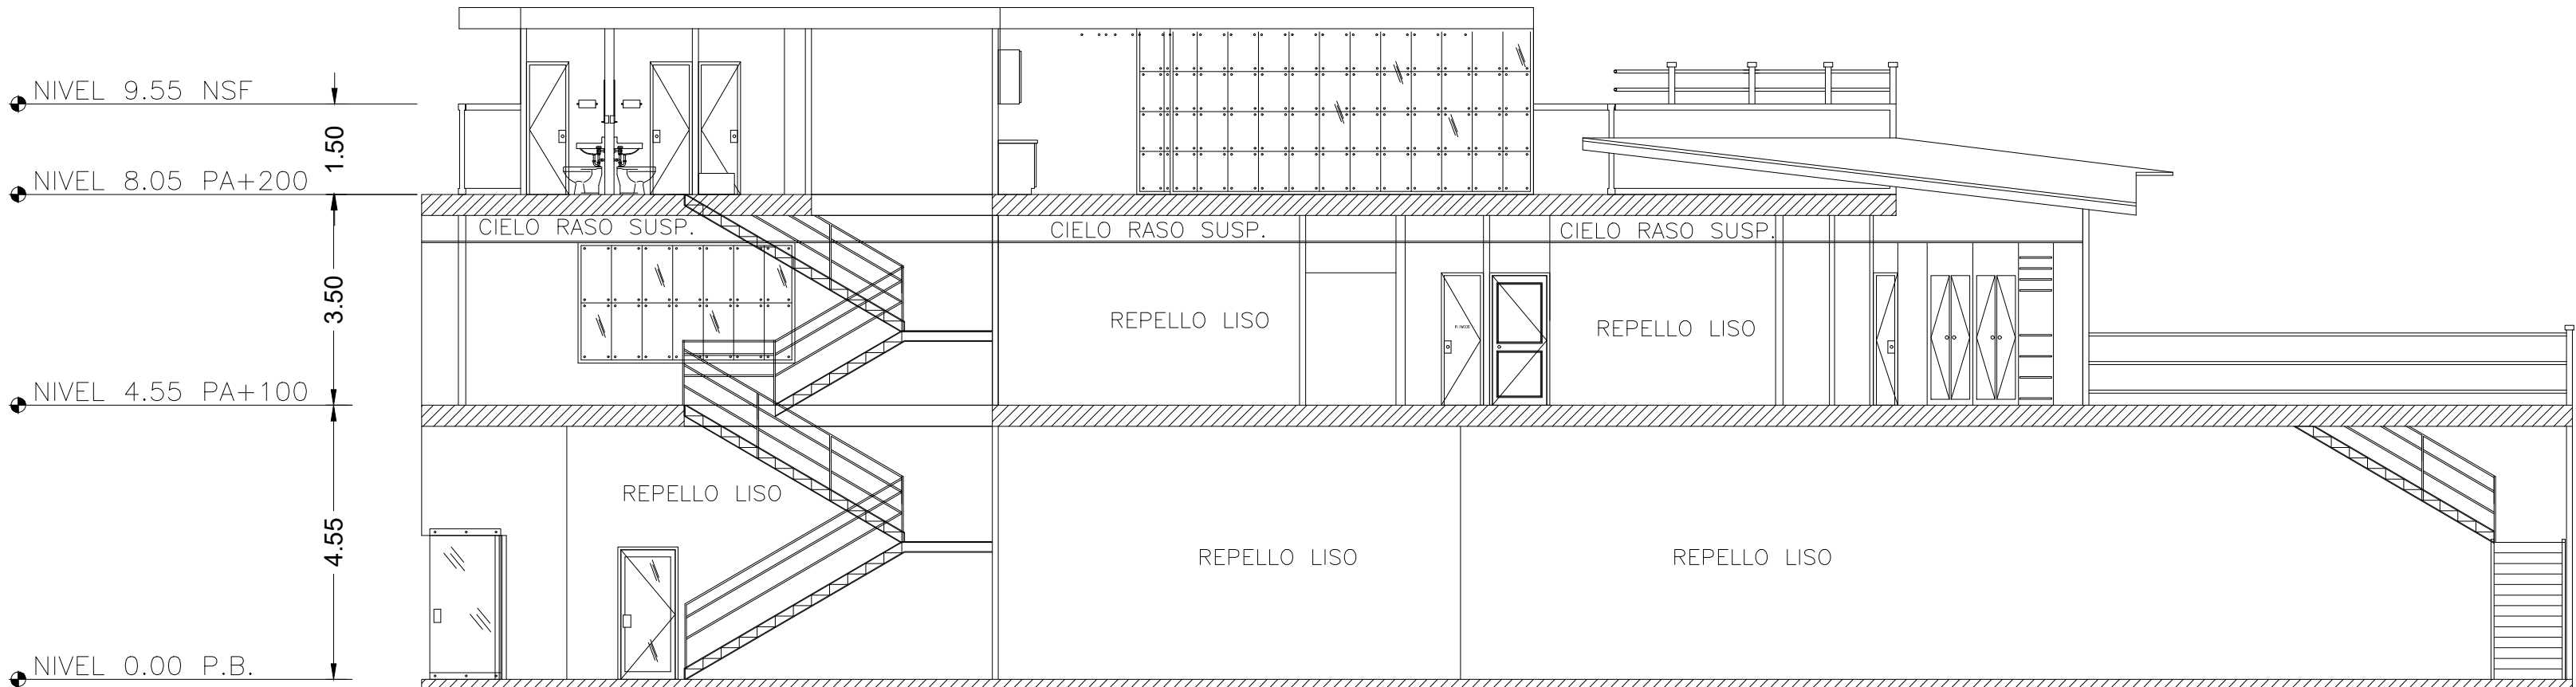 NIVEL 9.55 NSF
1.50
NIVEL 8.05 PA+200
CIELO RASO SUSP.
CIELO RASO SUSP.
CIELO RASO SUSP.
3.50
REPELLO LISO
REPELLO LISO
NIVEL 4.55 PA+100
REPELLO LISO
4.55
REPELLO LISO
REPELLO LISO
NIVEL 0.00 P.B.